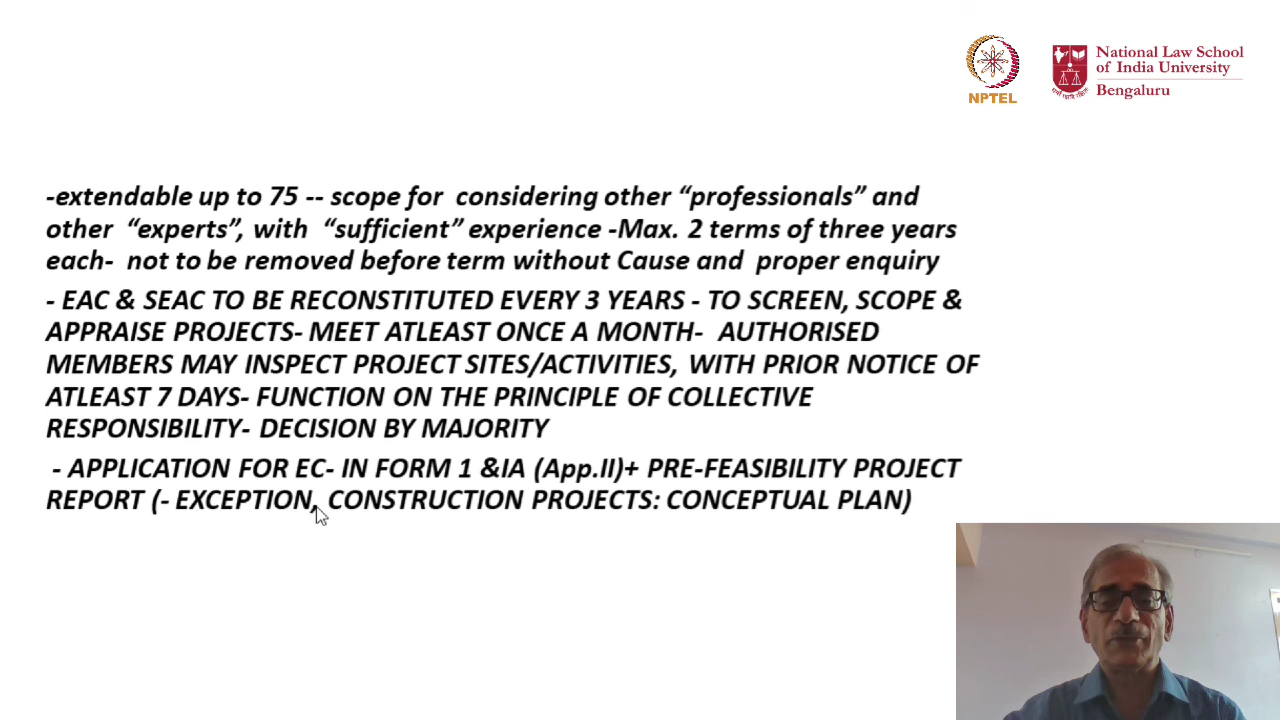 NPTEL
National Law School
of India University
Bengaluru
-extendable up to 75 -- scope for considering other “professionals” and
other “experts”, with “sufficient” experience -Max. 2 terms of three years
each- not to be removed before term without Cause and proper enquiry
- EAC & SEAC TO BE RECONSTITUTED EVERY 3 YEARS - TO SCREEN, SCOPE &
APPRAISE PROJECTS- MEET ATLEAST ONCE A MONTH- AUTHORISED
MEMBERS MAY INSPECT PROJECT SITES/ACTIVITIES, WITH PRIOR NOTICE OF
ATLEAST 7 DAYS- FUNCTION ON THE PRINCIPLE OF COLLECTIVE
RESPONSIBILITY- DECISION BY MAJORITY
- APPLICATION FOR EC- IN FORM 1 &IA (App.II)+ PRE-FEASIBILITY PROJECT
REPORT (- EXCEPTION, CONSTRUCTION PROJECTS: CONCEPTUAL PLAN)